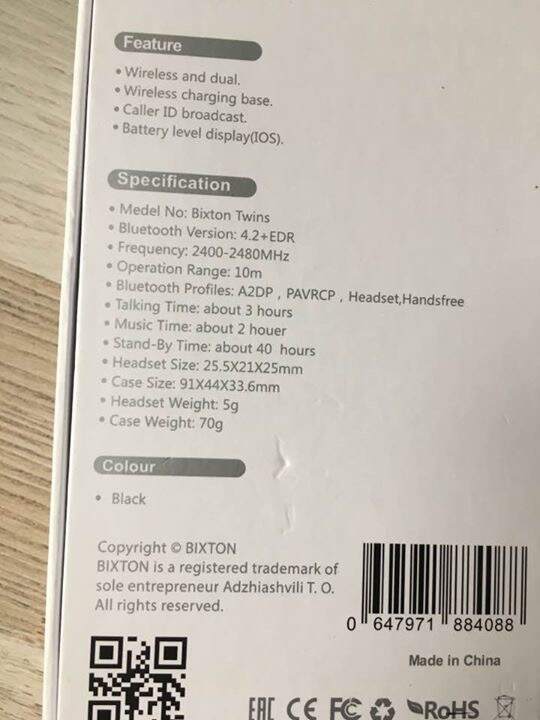 Feature
• Wireless and dual.
• Wireless charging base.
• Caller ID broadcast.
• Battery level display(IOS).
Specification
• Medel No: Bixton Twins
• Bluetooth Version: 4.2+EDR
• Frequency: 2400-2480MHz
• Operation Range: 10m
• Bluetooth Profiles: A2DP , PAVRCP , Headset,Handsfree
• Talking Time: about 3 hours
• Music Time: about 2 houer
• Stand-By Time: about 40 hours
• Headset Size: 25.5X21X25mm
• Case Size: 91X44X33.6mm
• Headset Weight: 5g
• Case Weight: 70g
Colour
• Black
Copyright © BIXTON
BIXTON is a registered trademark of
sole entrepreneur Adzhiashvili T. O.
All rights reserved.
0 647971 884088
Made in China
EAC CE FC RoHS